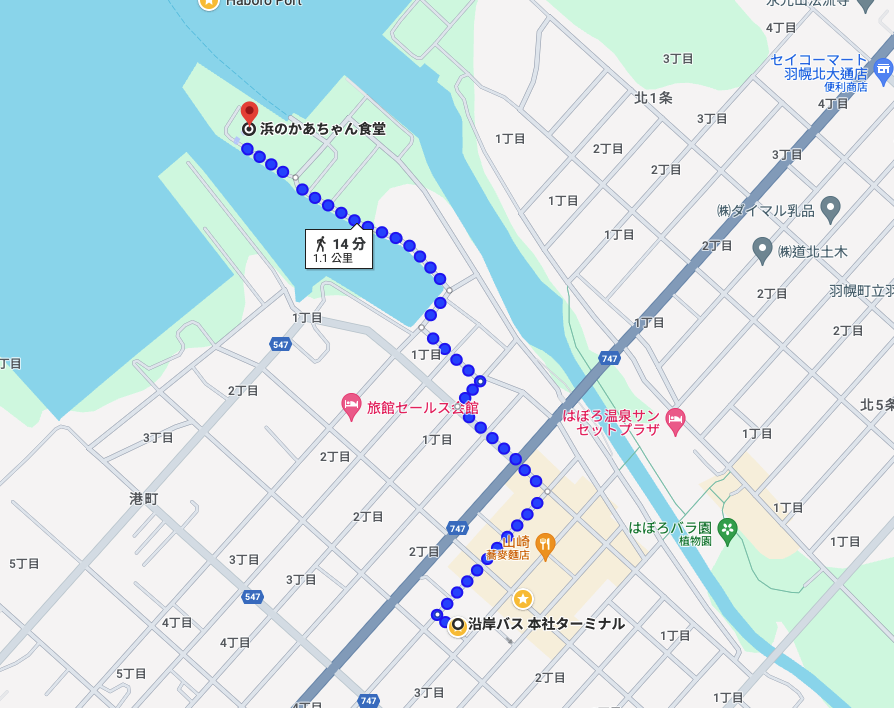 Haboro Port
4丁目
3丁目
セイコーマート
羽幌北大通店
便利商店
北1条
4丁目
浜のかあちゃん食堂
1丁目
3丁目
2丁目
3丁目
2丁目
1丁目
㈱ダイマル乳品
14 分
1.1 公里
1丁目
2丁目
㈱道北土木
2丁目
羽幌町立羽
1丁目
1丁目
2丁目
547
1丁目
747
丁目
2丁目
旅館セールス会館
はぼろ温泉サン
セットプラザ
北5条
3丁目
1丁目
1丁目
2丁目
港町
1丁目
2丁目
747
はぼろバラ園
植物園
山崎
蕎麥麵店
1丁目
2丁目
5丁目
3丁目
3丁目
547
4丁目
沿岸バス 本社ターミナル
4丁目
1丁目
5丁目
2丁目
3丁目
1丁目
747
4丁目